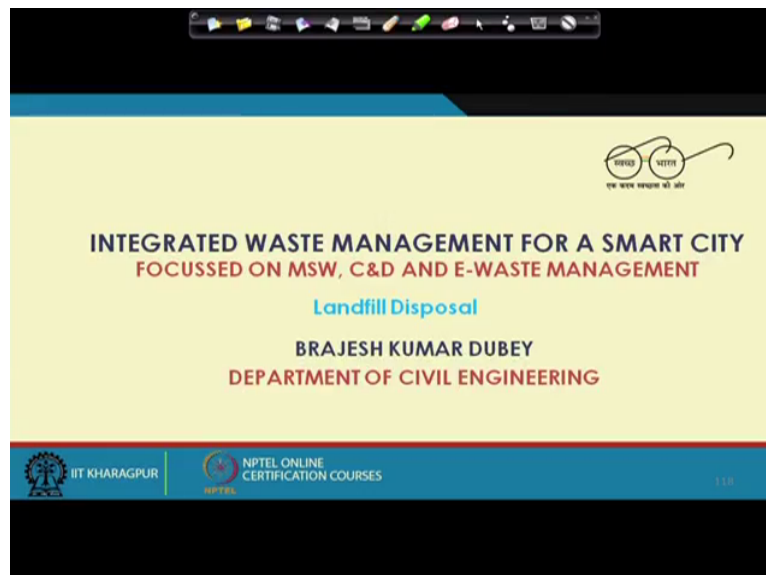 स्वच्छ भारत
एक कदम स्वच्छता की ओर
INTEGRATED WASTE MANAGEMENT FOR A SMART CITY
FOCUSSED ON MSW, C&D AND E-WASTE MANAGEMENT
Landfill Disposal
BRAJESH KUMAR DUBEY
DEPARTMENT OF CIVIL ENGINEERING
IIT KHARAGPUR
NPTEL
NPTEL ONLINE
CERTIFICATION COURSES
118